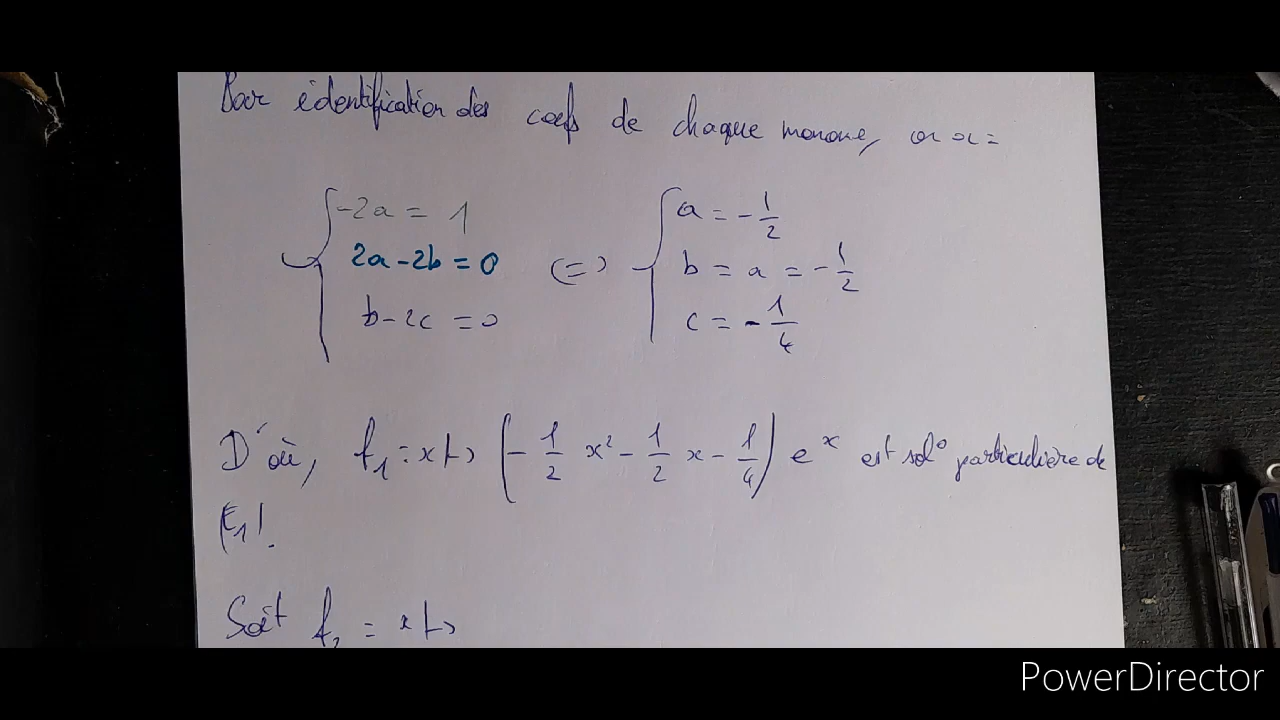 Par identification des coefs de chaque monome, on a :
{ -2a = 1 (=) { a = -1/2
2a - 2b = 0 b = a = -1/2
b - 2c = 0 c = -1/4
D'où, f₁ : x ↦ (-1/2 x² - 1/2 x - 1/4) e^x est sol° particulière de
(E₁).
Soit f₂ : x ↦
PowerDirector